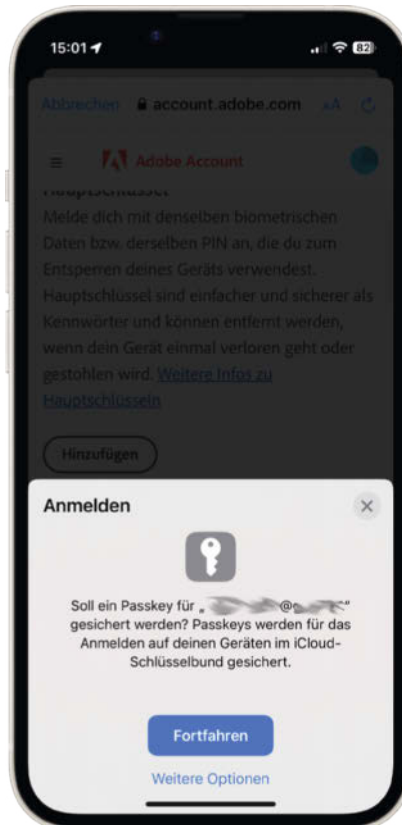 15:01
82
Abbrechen account.adobe.com AA
Adobe Account
Hauptschlüssel
Melde dich mit denselben biometrischen
Daten bzw. derselben PIN an, die du zum
Entsperren deines Geräts verwendest.
Hauptschlüssel sind einfacher und sicherer als
Kennwörter und können entfernt werden,
wenn dein Gerät einmal verloren geht oder
gestohlen wird. Weitere Infos zu
Hauptschlüsseln
Hinzufügen
Anmelden
Soll ein Passkey für „ @ “
gesichert werden? Passkeys werden für das
Anmelden auf deinen Geräten im iCloud-
Schlüsselbund gesichert.
Fortfahren
Weitere Optionen